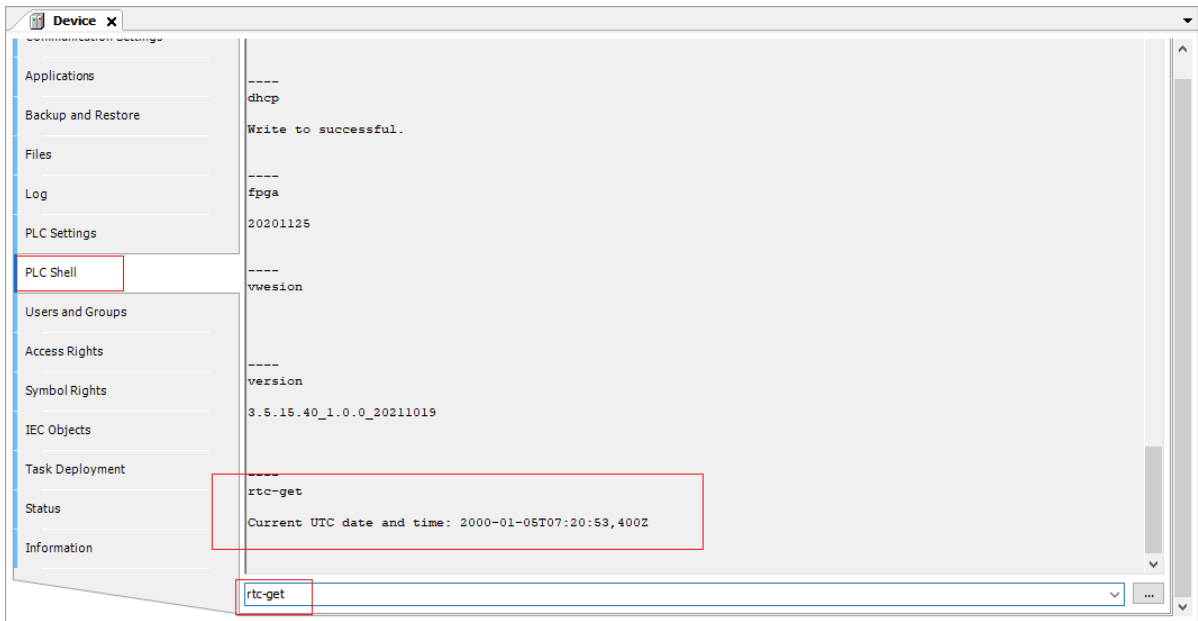 Device
Communication Settings
Applications
Backup and Restore
Files
Log
PLC Settings
PLC Shell
Users and Groups
Access Rights
Symbol Rights
IEC Objects
Task Deployment
Status
Information
----
dhcp
Write to successful.
----
fpga
20201125
----
vwesion
----
version
3.5.15.40_1.0.0_20211019
----
rtc-get
Current UTC date and time: 2000-01-05T07:20:53,400Z
rtc-get
...